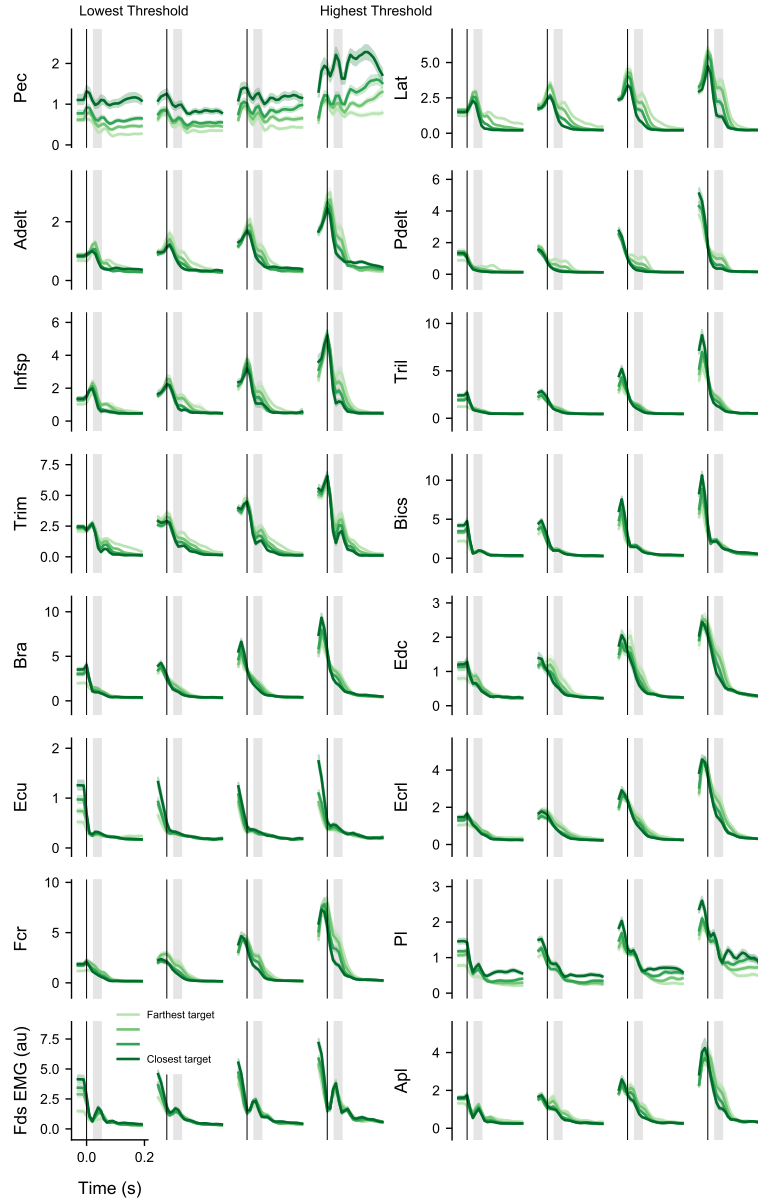 Lowest Threshold Highest Threshold
Pec
2
1
0
Lat
5.0
2.5
0.0
Adelt
2
0
Pdelt
6
4
2
0
Infsp
6
4
2
0
Tril
10
5
0
Trim
7.5
5.0
2.5
0.0
Bics
10
5
0
Bra
10
5
0
Edc
3
2
1
0
Ecu
2
1
0
Ecrl
4
2
0
Fcr
10
5
0
Pl
3
2
1
0
Fds EMG (au)
7.5
5.0
2.5
0.0
Farthest target
Closest target
Apl
4
2
0
0.0 0.2
Time (s)